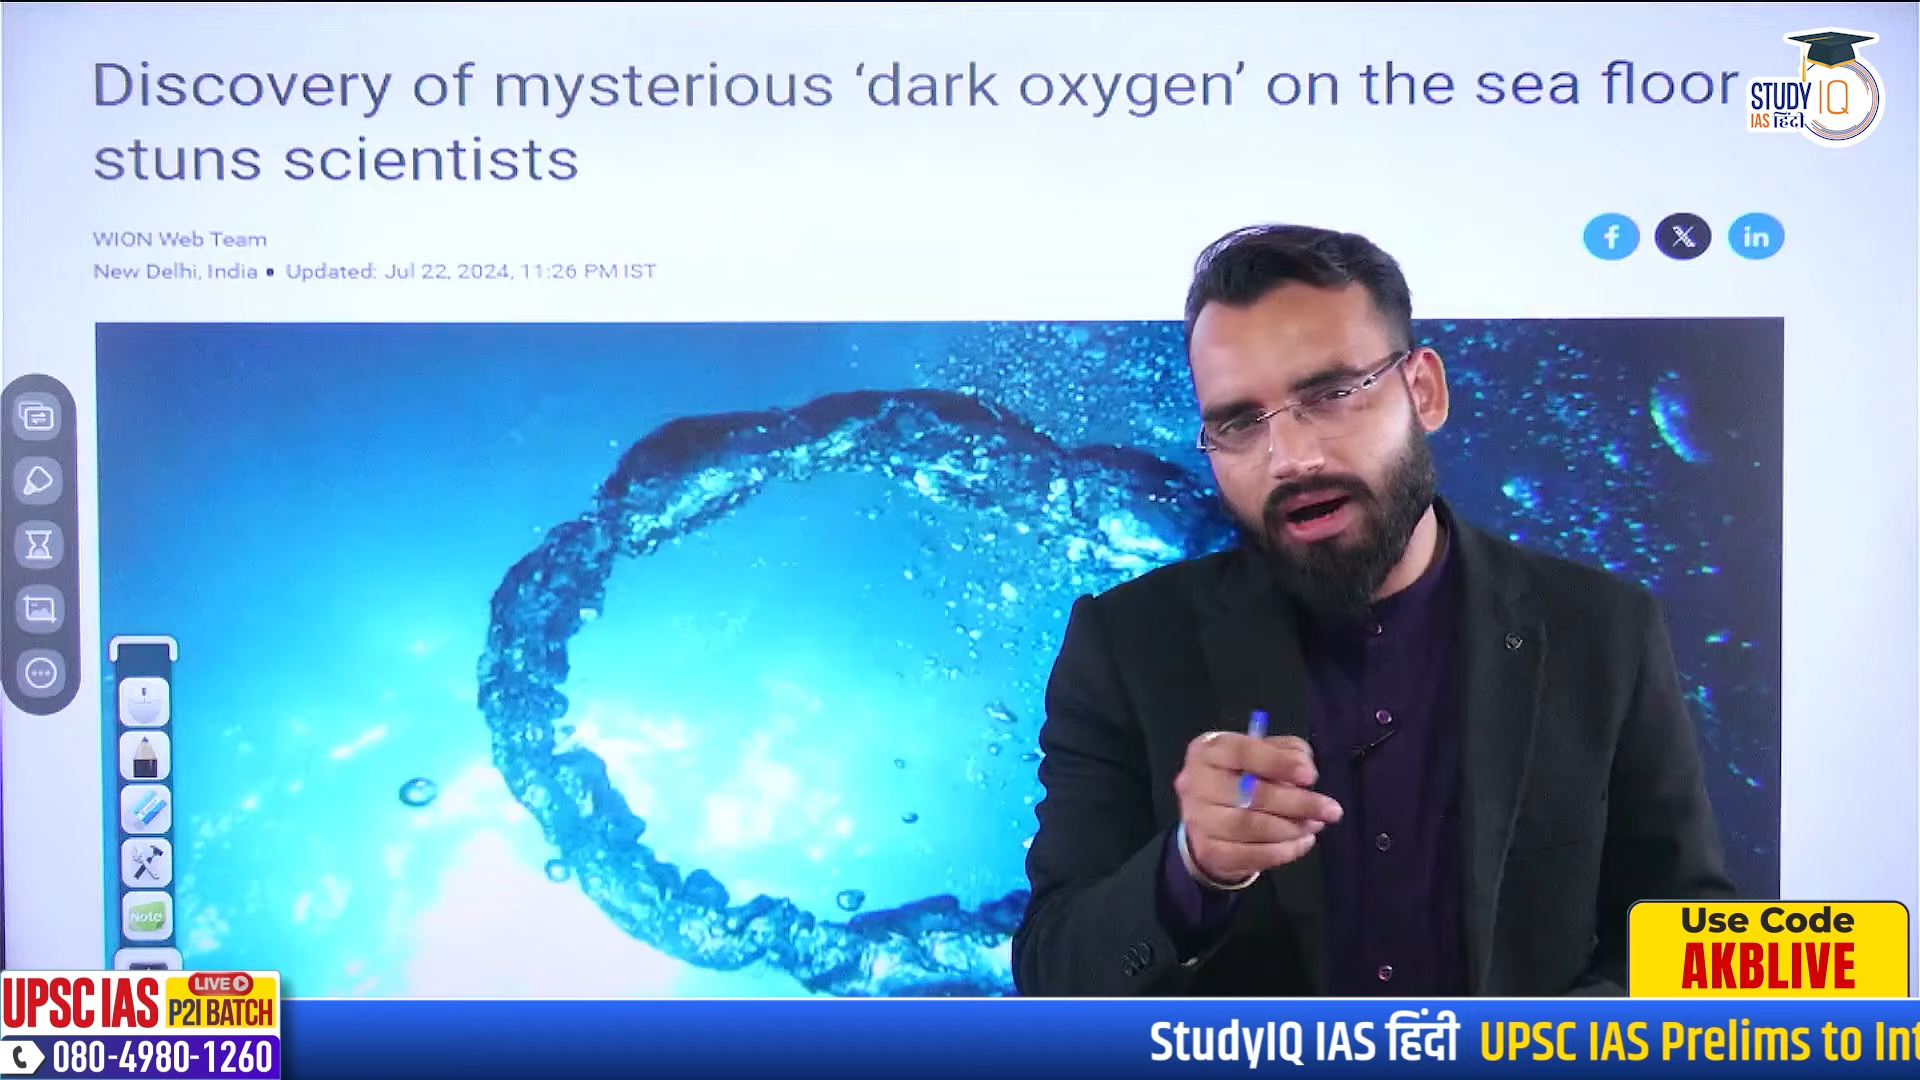 Discovery of mysterious ‘dark oxygen’ on the sea floor
stuns scientists
STUDY IQ
IAS हिंदी
WION Web Team
New Delhi, India • Updated: Jul 22, 2024, 11:26 PM IST
f X in
Note
Use Code
AKBLIVE
UPSC IAS LIVE
P2I BATCH
080-4980-1260
StudyIQ IAS हिंदी UPSC IAS Prelims to Int